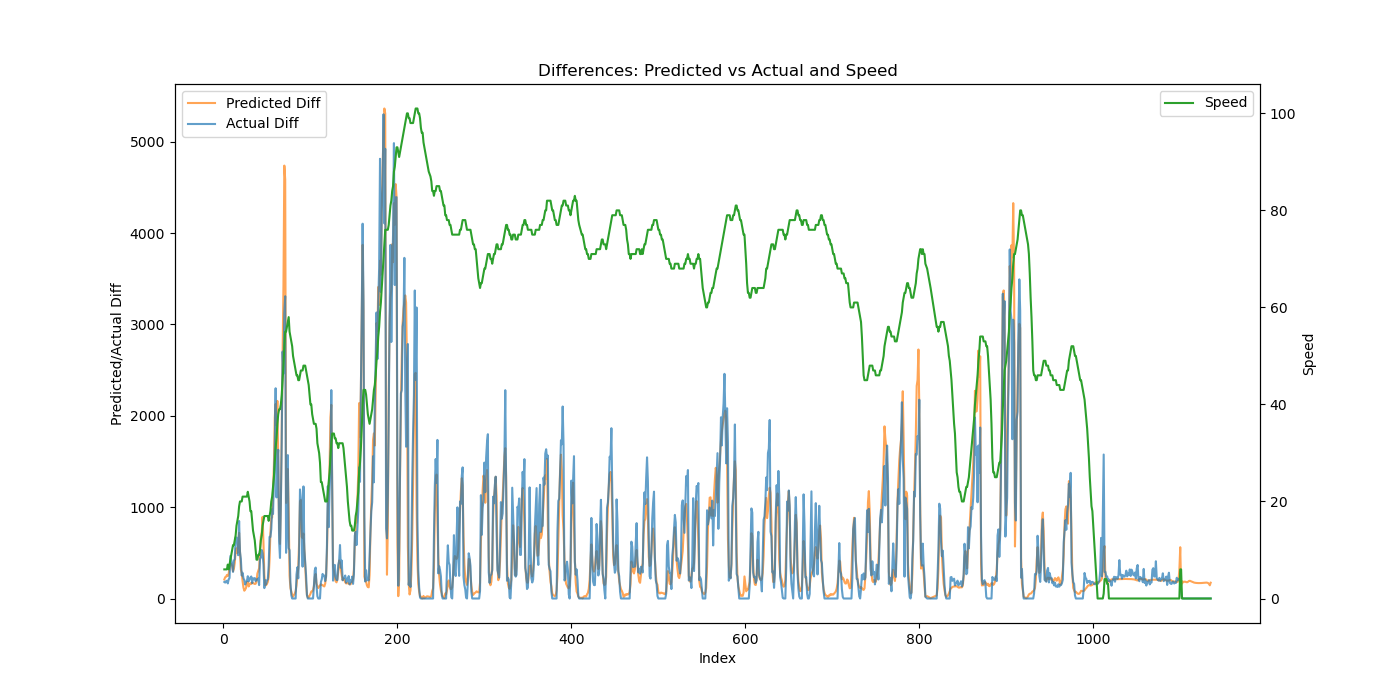 Differences: Predicted vs Actual and Speed
Predicted Diff
Actual Diff
Speed
5000
4000
3000
2000
1000
0
Predicted/Actual Diff
100
80
60
40
20
0
Speed
0 200 400 600 800 1000
Index